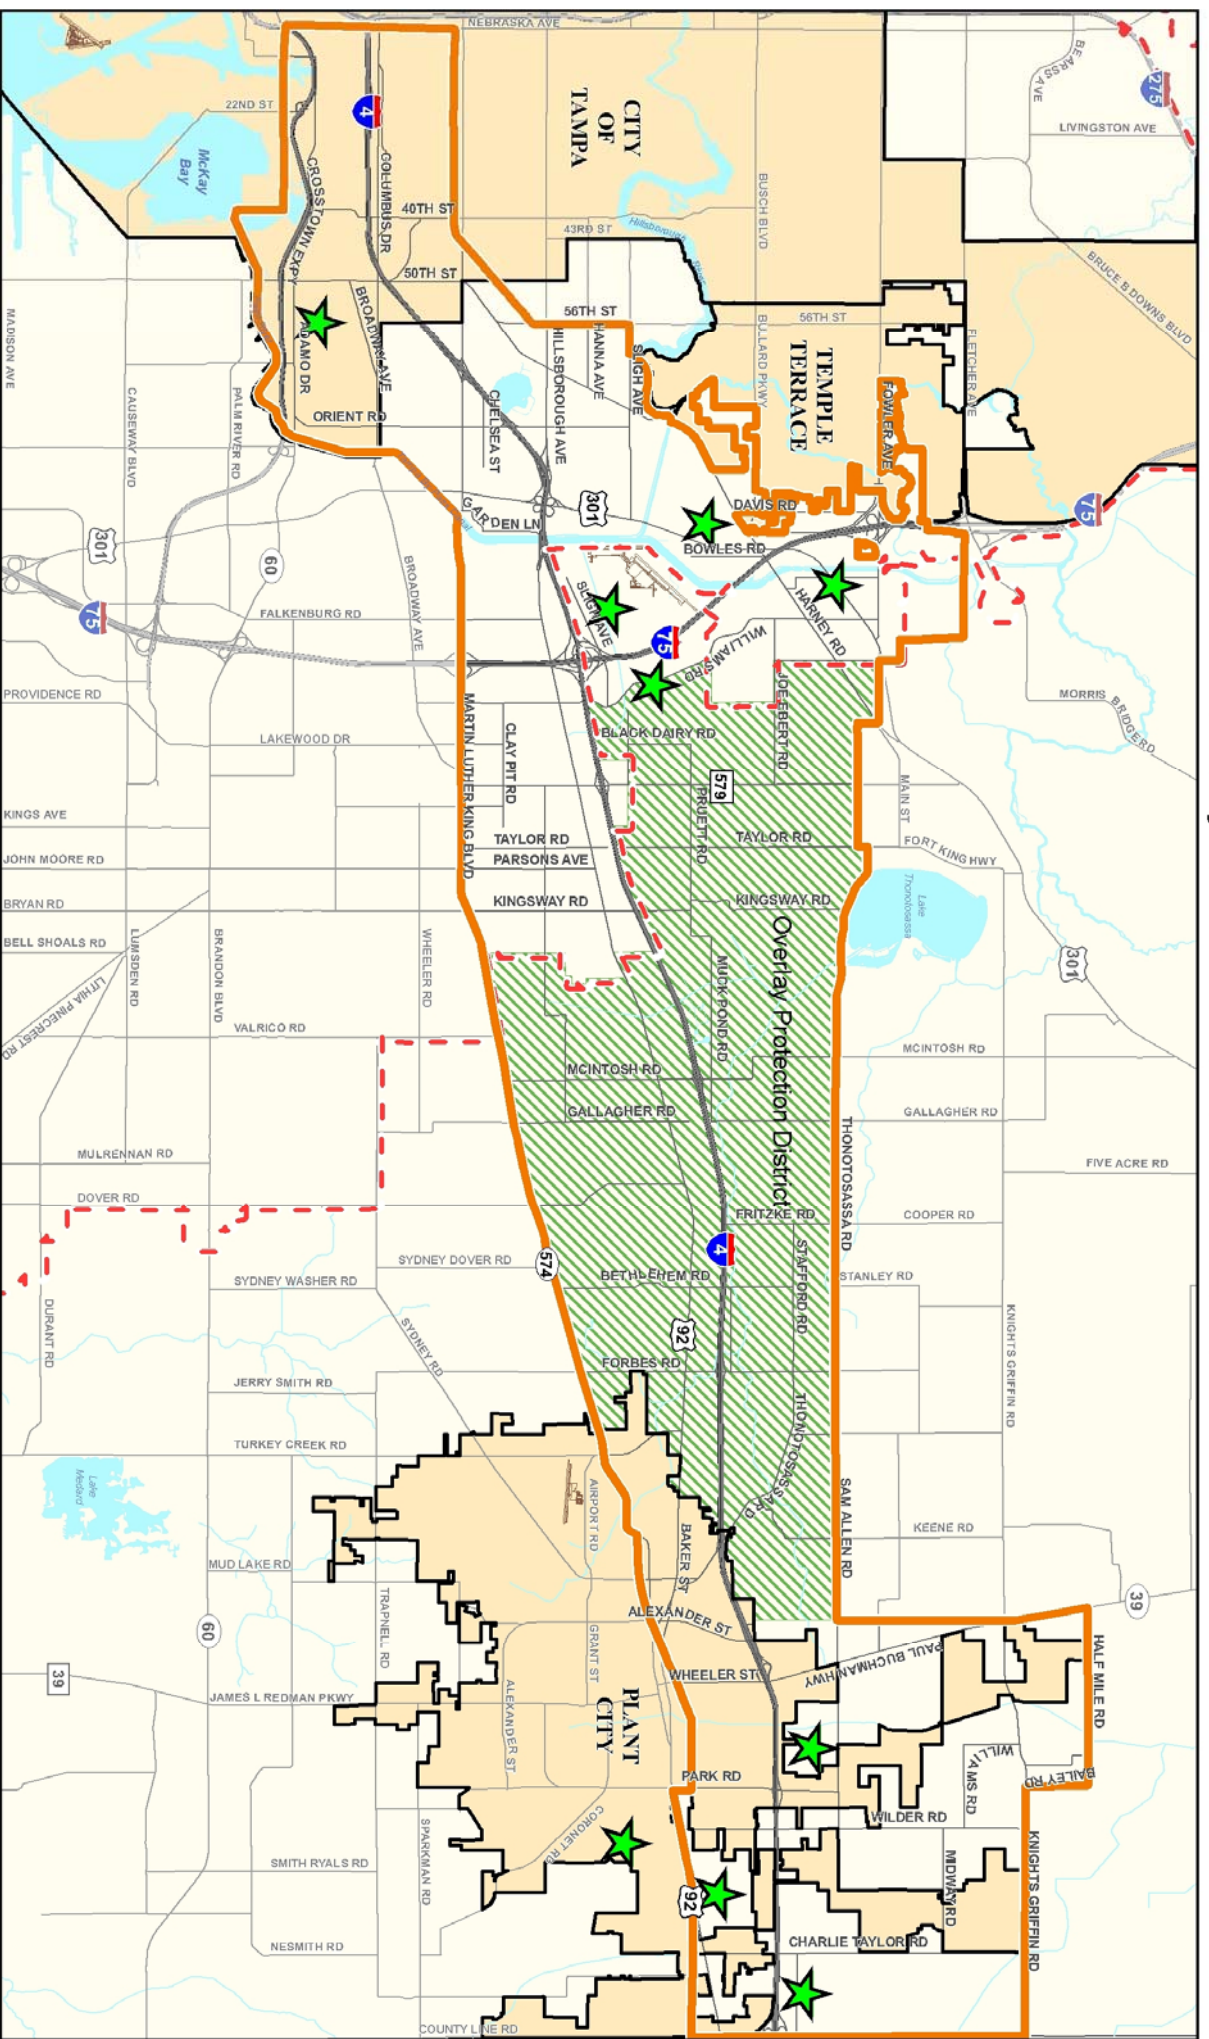 NEBRASKA AVE
275
BEARSS AVE
LIVINGSTON AVE
4
22ND ST
CITY
OF
TAMPA
McKay
Bay
COLUMBUS DR
CROSSTOWN EXPY
40TH ST
43RD ST
Hillsborough
BUSCH BLVD
BRUCE B DOWNS BLVD
50TH ST
56TH ST
56TH ST
MADISON AVE
CAUSEWAY BLVD
PALM RIVER RD
ADAMO DR
BROADWAY AVE
ORIENT RD
CHELSEA ST
HILLSBOROUGH AVE
HANNA AVE
SLIGH AVE
BULLARD PKWY
TEMPLE
TERRACE
FOWLER AVE
FLETCHER AVE
DAVIS RD
GARDEN LN
301
BOWLES RD
75
301
60
BROADWAY AVE
75
FALKENBURG RD
SLIGH AVE
75
WILLIAMS RD
HARNEY RD
PROVIDENCE RD
LAKEWOOD DR
MARTIN LUTHER KING BLVD
CLAY PIT RD
BLACK DAIRY RD
JOE EBERT RD
MORRIS BRIDGE RD
579
PRUETT RD
MAIN ST
KINGS AVE
TAYLOR RD
TAYLOR RD
FORT KING HWY
JOHN MOORE RD
PARSONS AVE
BRYAN RD
KINGSWAY RD
KINGSWAY RD
Lake
Thonotosassa
BELL SHOALS RD
LUMSDEN RD
BRANDON BLVD
WHEELER RD
LITHIA PINECREST RD
MUCK POND RD
Overlay Protection District
301
VALRICO RD
MCINTOSH RD
MCINTOSH RD
GALLAGHER RD
GALLAGHER RD
THONOTOSASSA RD
MULRENNAN RD
FIVE ACRE RD
DOVER RD
FRITZKE RD
COOPER RD
SYDNEY DOVER RD
574
4
STAFFORD RD
SYDNEY WASHER RD
BETHLEHEM RD
STANLEY RD
DURANT RD
SYDNEY RD
92
KNIGHTS GRIFFIN RD
JERRY SMITH RD
FORBES RD
THONOTOSASSA RD
TURKEY CREEK RD
Lake
Medard
AIRPORT RD
SAM ALLEN RD
BAKER ST
KEENE RD
MUD LAKE RD
TRAPNELL RD
60
ALEXANDER ST
39
GRANT ST
39
WHEELER ST
PAUL BUCHMAN HWY
HALF MILE RD
JAMES L REDMAN PKWY
ALEXANDER ST
PLANT
CITY
PARK RD
WILLIAMS RD
BAILEY RD
WILDER RD
SPARKMAN RD
CORONET RD
SMITH RYALS RD
MIDWAY RD
KNIGHTS GRIFFIN RD
92
NESMITH RD
CHARLIE TAYLOR RD
COUNTY LINE RD